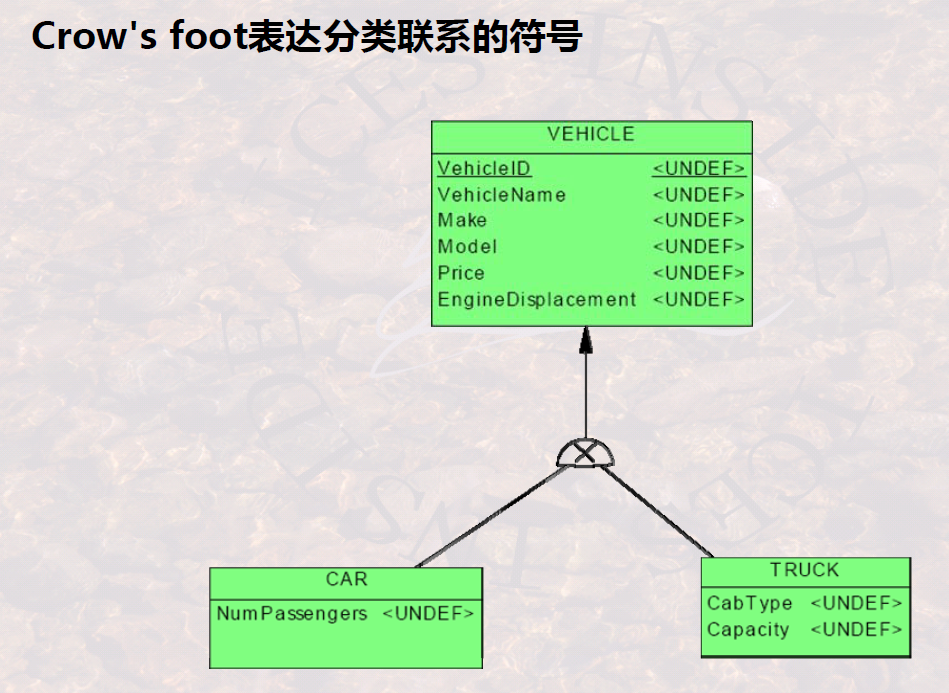 Crow's foot表达分类联系的符号
VEHICLE
VehicleID <UNDEF>
VehicleName <UNDEF>
Make <UNDEF>
Model <UNDEF>
Price <UNDEF>
EngineDisplacement <UNDEF>
CAR
NumPassengers <UNDEF>
TRUCK
CabType <UNDEF>
Capacity <UNDEF>